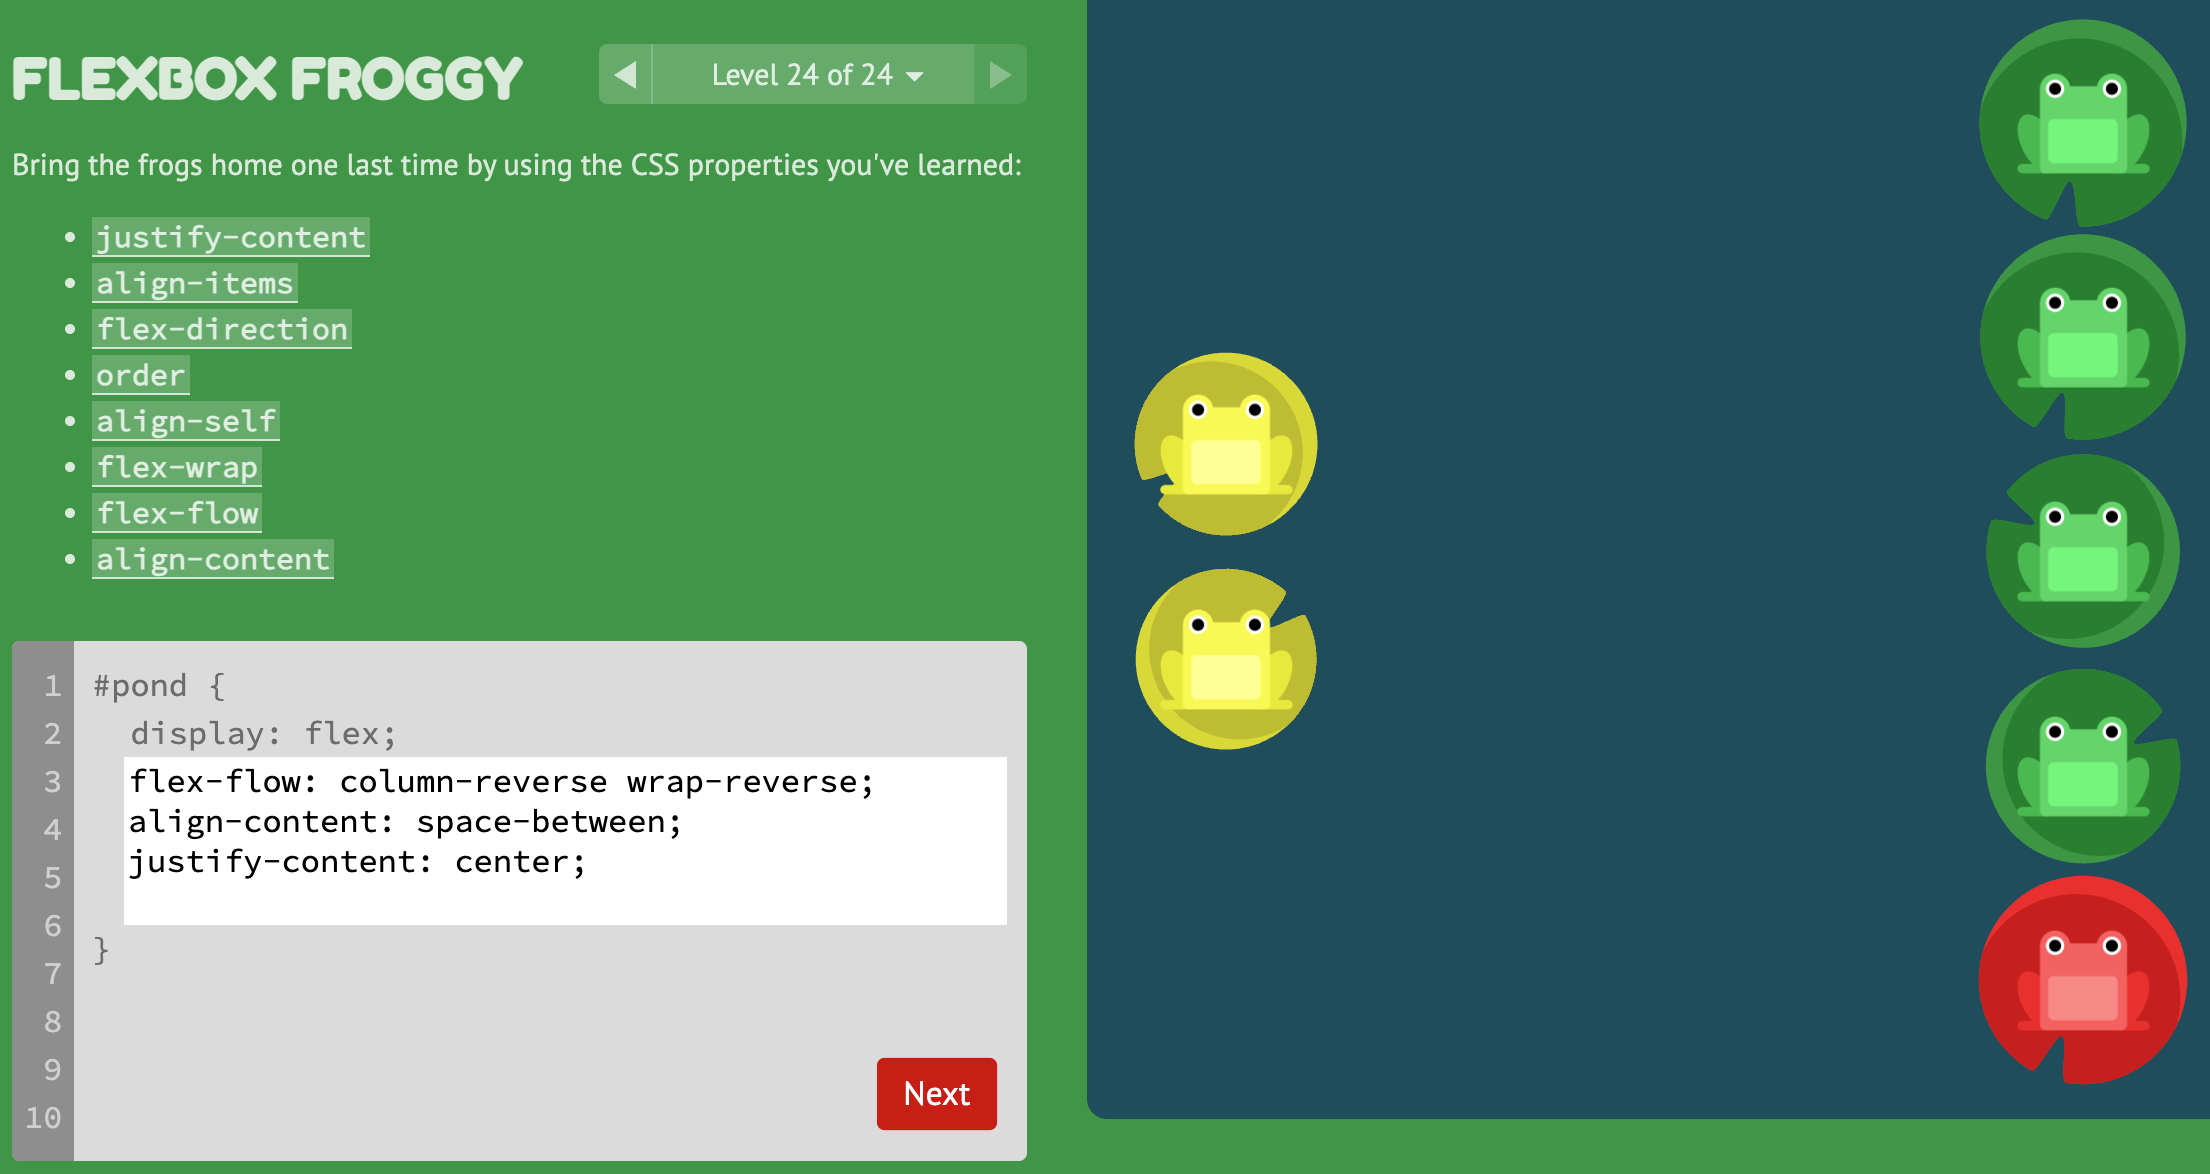 FLEXBOX FROGGY
Level 24 of 24
Bring the frogs home one last time by using the CSS properties you've learned:
justify-content
align-items
flex-direction
order
align-self
flex-wrap
flex-flow
align-content
1 #pond {
2 display: flex;
3 flex-flow: column-reverse wrap-reverse;
4 align-content: space-between;
5 justify-content: center;
6
}
7
8
9
10
Next